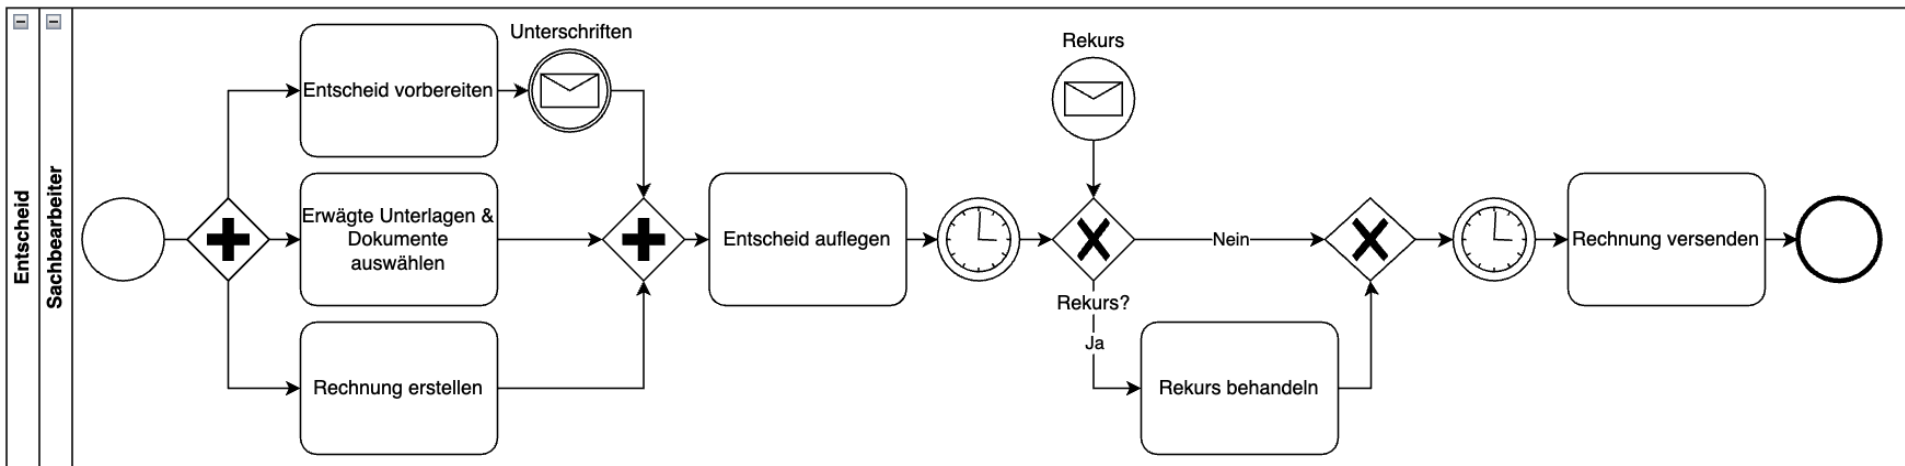 Entscheid
Sachbearbeiter
Unterschriften
Entscheid vorbereiten
Erwägte Unterlagen &
Dokumente
auswählen
Rechnung erstellen
Entscheid auflegen
Rekurs
Nein
Rekurs?
Ja
Rekurs behandeln
Rechnung versenden